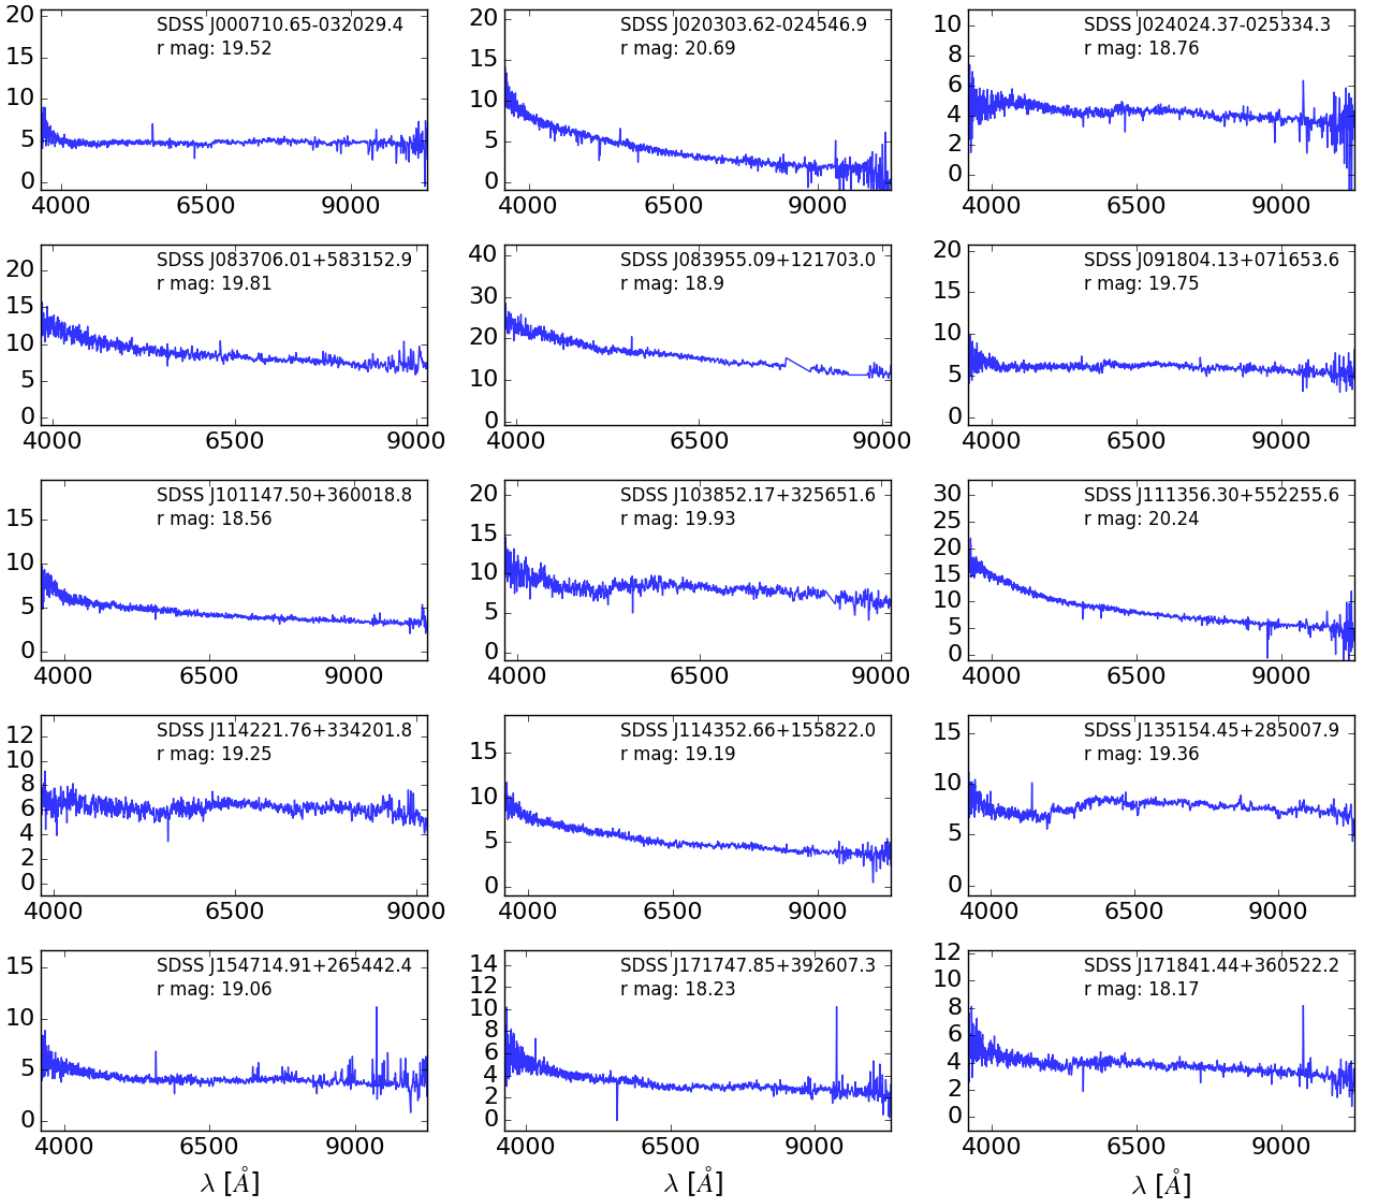 SDSS J000710.65-032029.4
r mag: 19.52
20
15
10
5
0
4000 6500 9000
SDSS J020303.62-024546.9
r mag: 20.69
20
15
10
5
0
4000 6500 9000
SDSS J024024.37-025334.3
r mag: 18.76
10
8
6
4
2
0
4000 6500 9000
SDSS J083706.01+583152.9
r mag: 19.81
20
15
10
5
0
4000 6500 9000
SDSS J083955.09+121703.0
r mag: 18.9
40
30
20
10
0
4000 6500 9000
SDSS J091804.13+071653.6
r mag: 19.75
20
15
10
5
0
4000 6500 9000
SDSS J101147.50+360018.8
r mag: 18.56
15
10
5
0
4000 6500 9000
SDSS J103852.17+325651.6
r mag: 19.93
20
15
10
5
0
4000 6500 9000
SDSS J111356.30+552255.6
r mag: 20.24
30
25
20
15
10
5
0
4000 6500 9000
SDSS J114221.76+334201.8
r mag: 19.25
12
10
8
6
4
2
0
4000 6500 9000
SDSS J114352.66+155822.0
r mag: 19.19
15
10
5
0
4000 6500 9000
SDSS J135154.45+285007.9
r mag: 19.36
15
10
5
0
4000 6500 9000
SDSS J154714.91+265442.4
r mag: 19.06
15
10
5
0
4000 6500 9000
λ [Å]
SDSS J171747.85+392607.3
r mag: 18.23
14
12
10
8
6
4
2
0
4000 6500 9000
λ [Å]
SDSS J171841.44+360522.2
r mag: 18.17
12
10
8
6
4
2
0
4000 6500 9000
λ [Å]